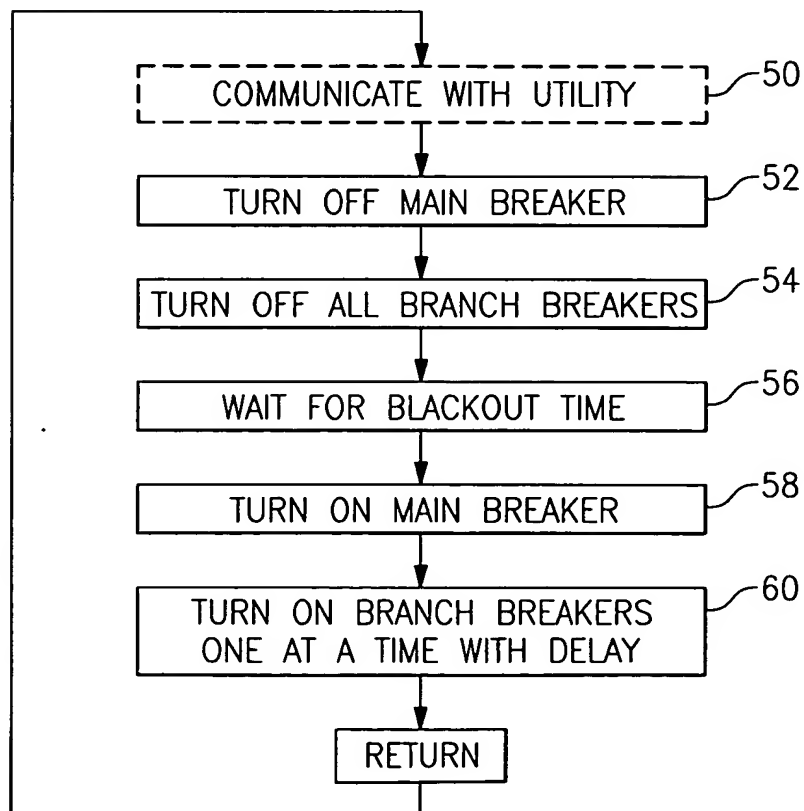 COMMUNICATE WITH UTILITY
50
TURN OFF MAIN BREAKER
52
TURN OFF ALL BRANCH BREAKERS
54
WAIT FOR BLACKOUT TIME
56
TURN ON MAIN BREAKER
58
TURN ON BRANCH BREAKERS
ONE AT A TIME WITH DELAY
60
RETURN